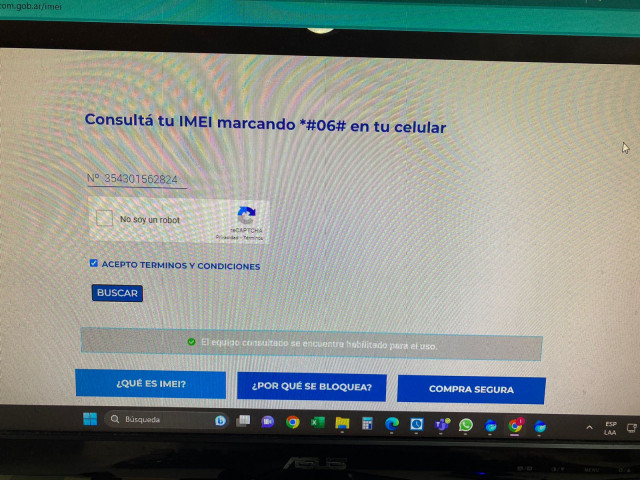 com.gob.ar/imei
Consultá tu IMEI marcando *#06# en tu celular
Nº 354301562824
No soy un robot
reCAPTCHA
Privacidad - Términos
ACEPTO TERMINOS Y CONDICIONES
BUSCAR
El equipo consultado se encuentra habilitado para el uso.
¿QUÉ ES IMEI?
¿POR QUÉ SE BLOQUEA?
COMPRA SEGURA
Búsqueda
ESP
LAA
ASUS